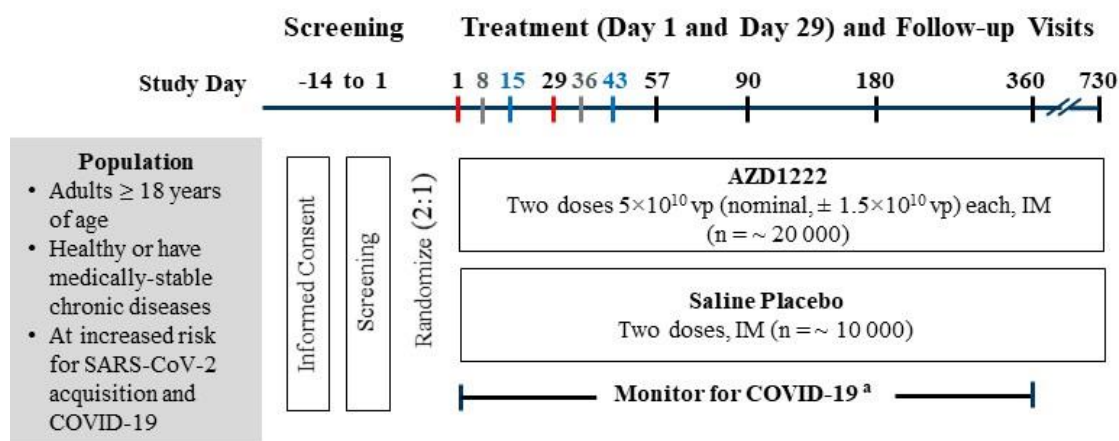 Screening
Treatment (Day 1 and Day 29) and Follow-up Visits
Study Day
-14 to 1
1 8 15 29 36 43 57 90 180 360 730
Population
• Adults ≥ 18 years
of age
• Healthy or have
medically-stable
chronic diseases
• At increased risk
for SARS-CoV-2
acquisition and
COVID-19
Informed Consent
Screening
Randomize (2:1)
AZD1222
Two doses 5×10¹⁰ vp (nominal, ± 1.5×10¹⁰ vp) each, IM
(n = ~ 20 000)
Saline Placebo
Two doses, IM (n = ~ 10 000)
Monitor for COVID-19 ᵃ